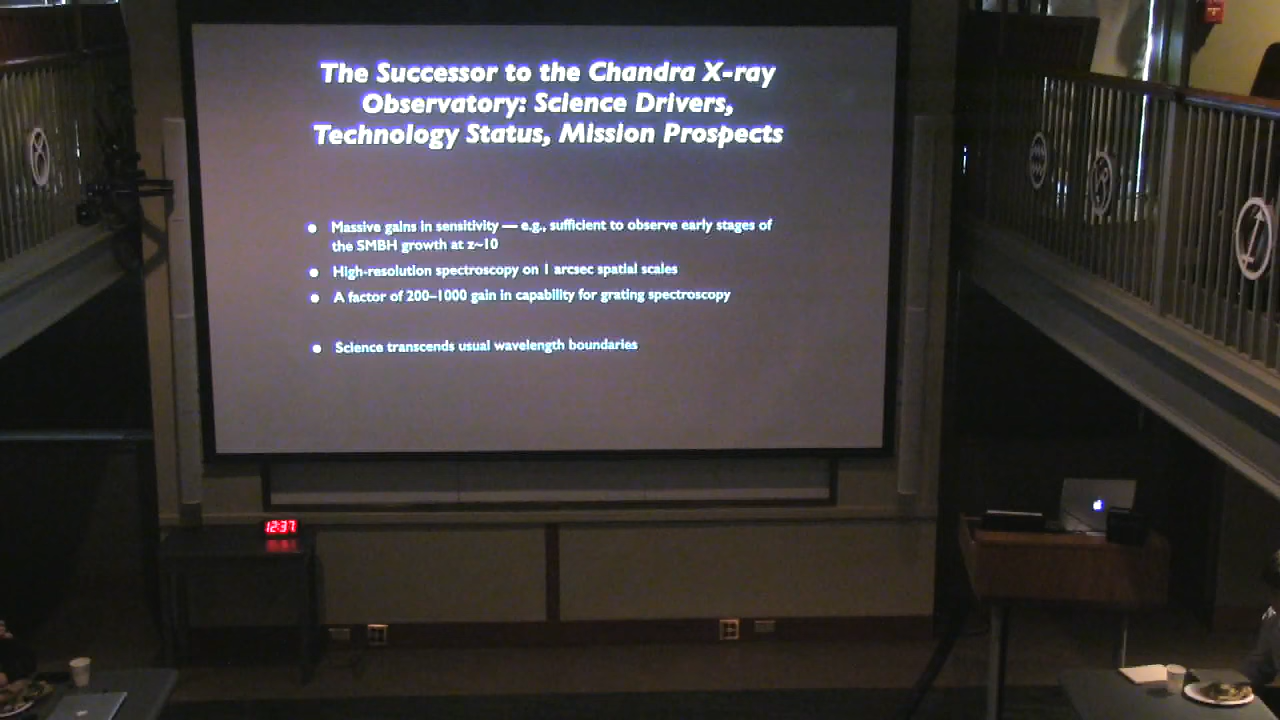 The Successor to the Chandra X-ray
Observatory: Science Drivers,
Technology Status, Mission Prospects
• Massive gains in sensitivity — e.g., sufficient to observe early stages of
the SMBH growth at z~10
• High-resolution spectroscopy on 1 arcsec spatial scales
• A factor of 200–1000 gain in capability for grating spectroscopy
• Science transcends usual wavelength boundaries
12:37